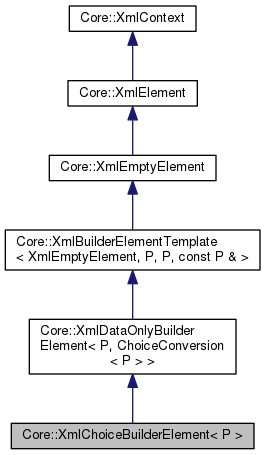 Core::XmlContext
Core::XmlElement
Core::XmlEmptyElement
Core::XmlBuilderElementTemplate
< XmlEmptyElement, P, P, const P & >
Core::XmlDataOnlyBuilder
Element< P, ChoiceConversion
< P > >
Core::XmlChoiceBuilderElement< P >